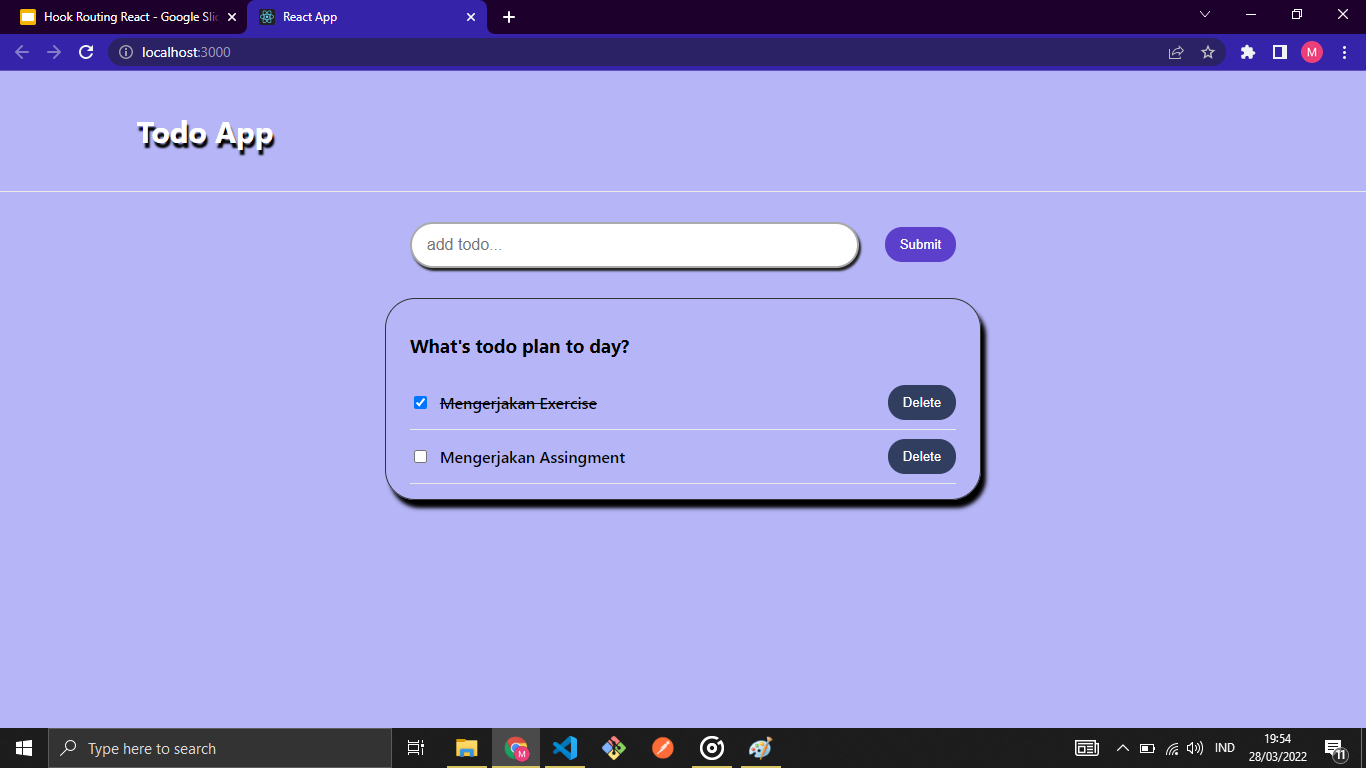 Hook Routing React - Google Slid
React App
localhost:3000
M
Todo App
add todo...
Submit
What's todo plan to day?
Mengerjakan Exercise
Delete
Mengerjakan Assingment
Delete
Type here to search
M
IND
19:54
28/03/2022
11